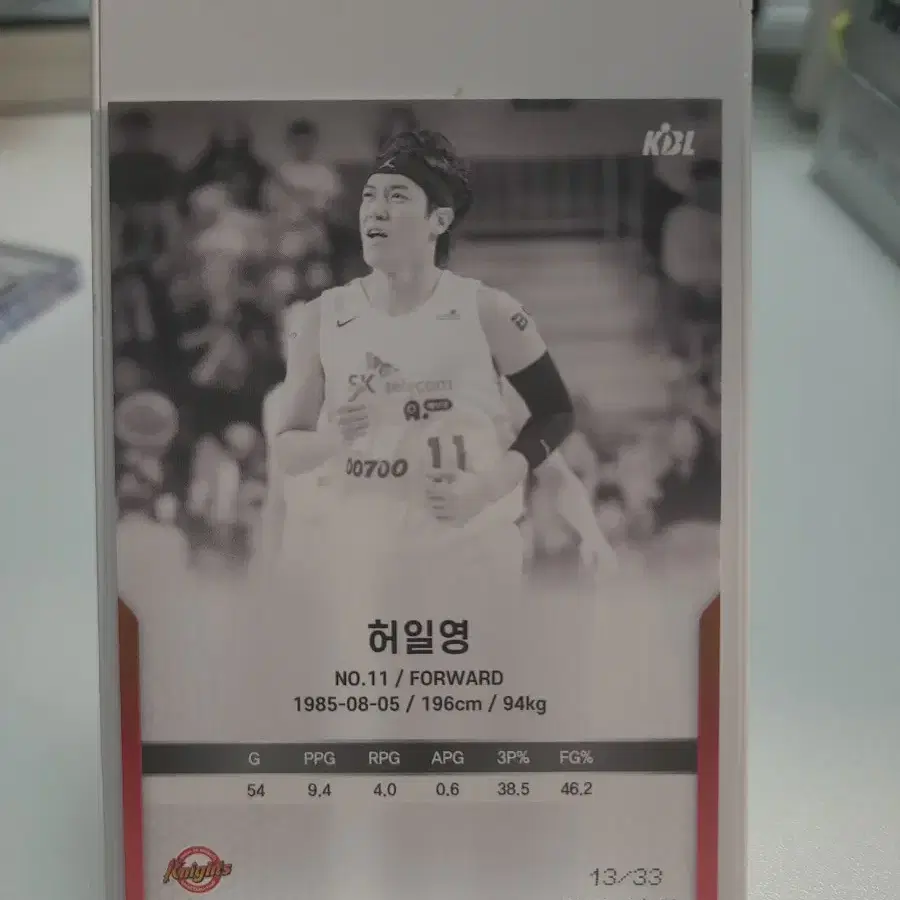 KBL
SK telecom
A.
00700
11
허일영
NO.11 / FORWARD
1985-08-05 / 196cm / 94kg
G PPG RPG APG 3P% FG%
54 9.4 4.0 0.6 38.5 46.2
Knights
13/33